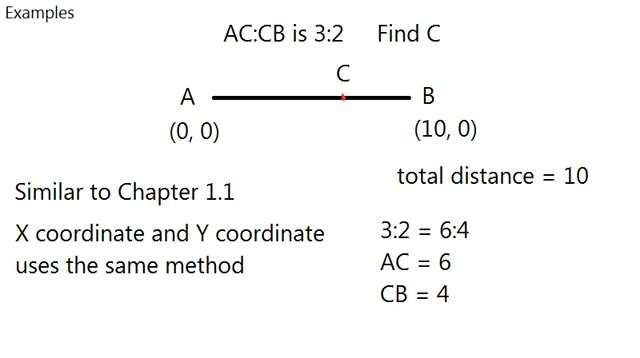 Examples
AC:CB is 3:2 Find C
C
A B
(0, 0) (10, 0)
total distance = 10
Similar to Chapter 1.1
X coordinate and Y coordinate
uses the same method
3:2 = 6:4
AC = 6
CB = 4